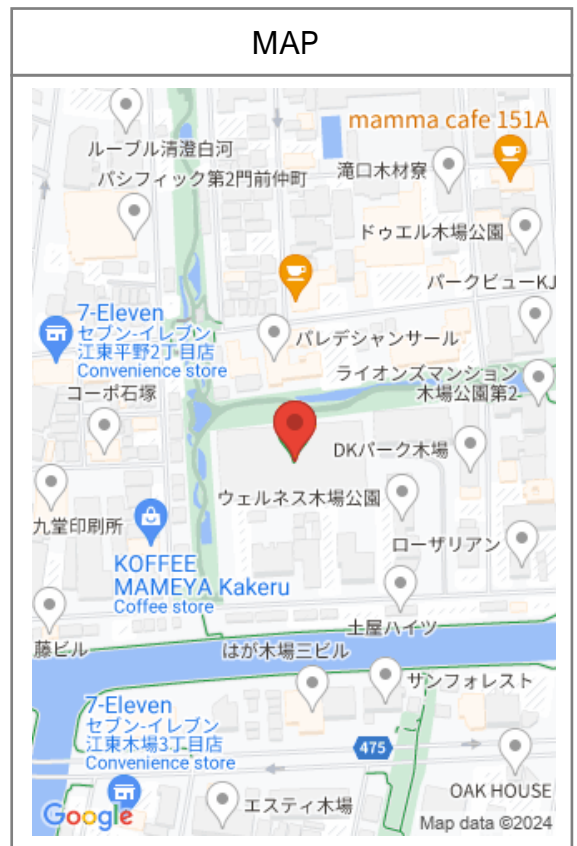 MAP
mamma cafe 151A
ルーブル清澄白河
滝口木材寮
パシフィック第2門前仲町
ドゥエル木場公園
パークビューKJ
7-Eleven
セブン-イレブン
江東平野2丁目店
Convenience store
パレデシャンサール
ライオンズマンション
木場公園第2
コーポ石塚
DKパーク木場
ウェルネス木場公園
九堂印刷所
ローザリアン
KOFFEE
MAMEYA Kakeru
Coffee store
土屋ハイツ
藤ビル
はが木場三ビル
サンフォレスト
7-Eleven
セブン-イレブン
江東木場3丁目店
Convenience store
475
OAK HOUSE
エスティ木場
Google
Map data ©2024